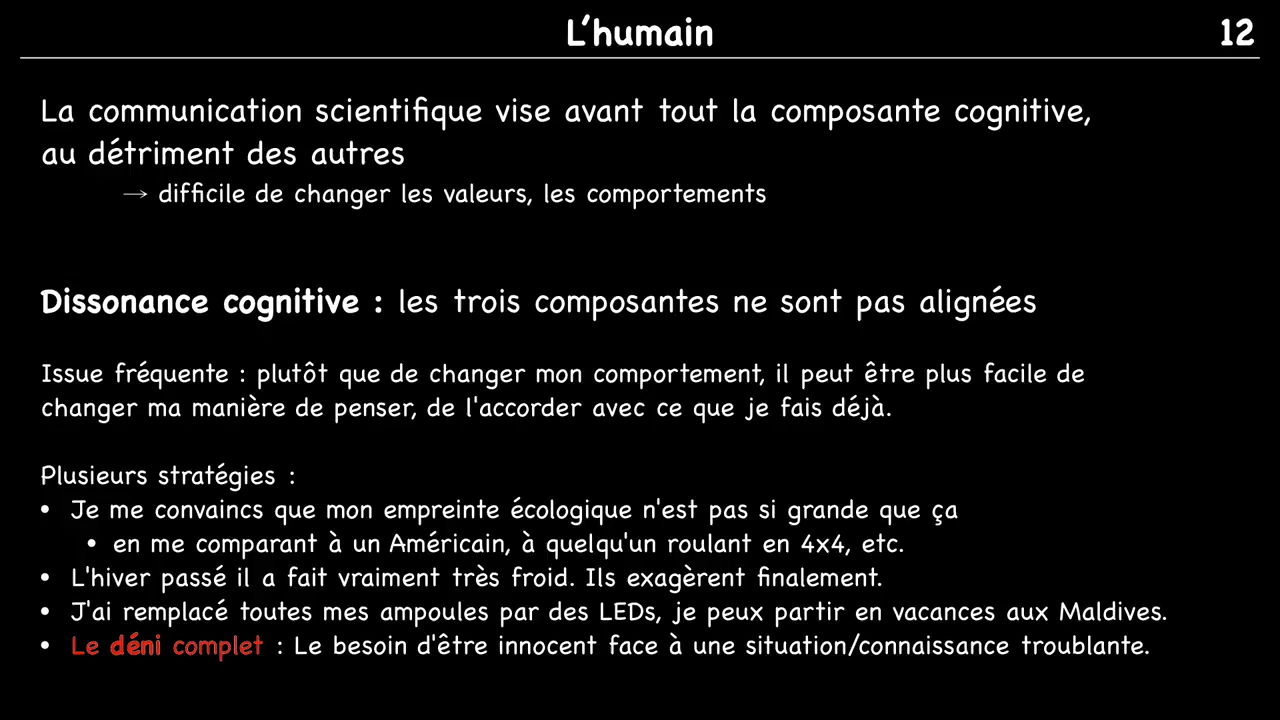 L'humain
12
La communication scientifique vise avant tout la composante cognitive,
au détriment des autres
→ difficile de changer les valeurs, les comportements
Dissonance cognitive : les trois composantes ne sont pas alignées
Issue fréquente : plutôt que de changer mon comportement, il peut être plus facile de
changer ma manière de penser, de l'accorder avec ce que je fais déjà.
Plusieurs stratégies :
• Je me convaincs que mon empreinte écologique n'est pas si grande que ça
• en me comparant à un Américain, à quelqu'un roulant en 4x4, etc.
• L'hiver passé il a fait vraiment très froid. Ils exagèrent finalement.
• J'ai remplacé toutes mes ampoules par des LEDs, je peux partir en vacances aux Maldives.
• Le déni complet : Le besoin d'être innocent face à une situation/connaissance troublante.